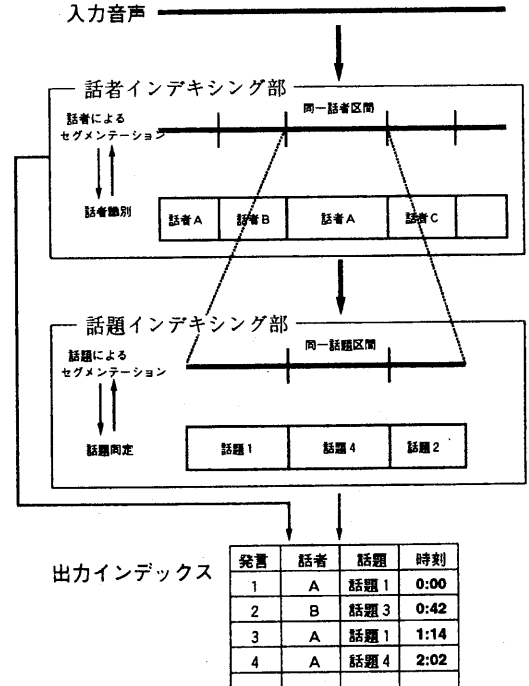 入力音声
話者インデキシング部
話者による
セグメンテーション
同一話者区間
話者識別
話者A 話者B 話者A 話者C
話題インデキシング部
話題による
セグメンテーション
同一話題区間
話題同定
話題1 話題4 話題2
出力インデックス
発言 話者 話題 時刻
1 A 話題1 0:00
2 B 話題3 0:42
3 A 話題1 1:14
4 A 話題4 2:02